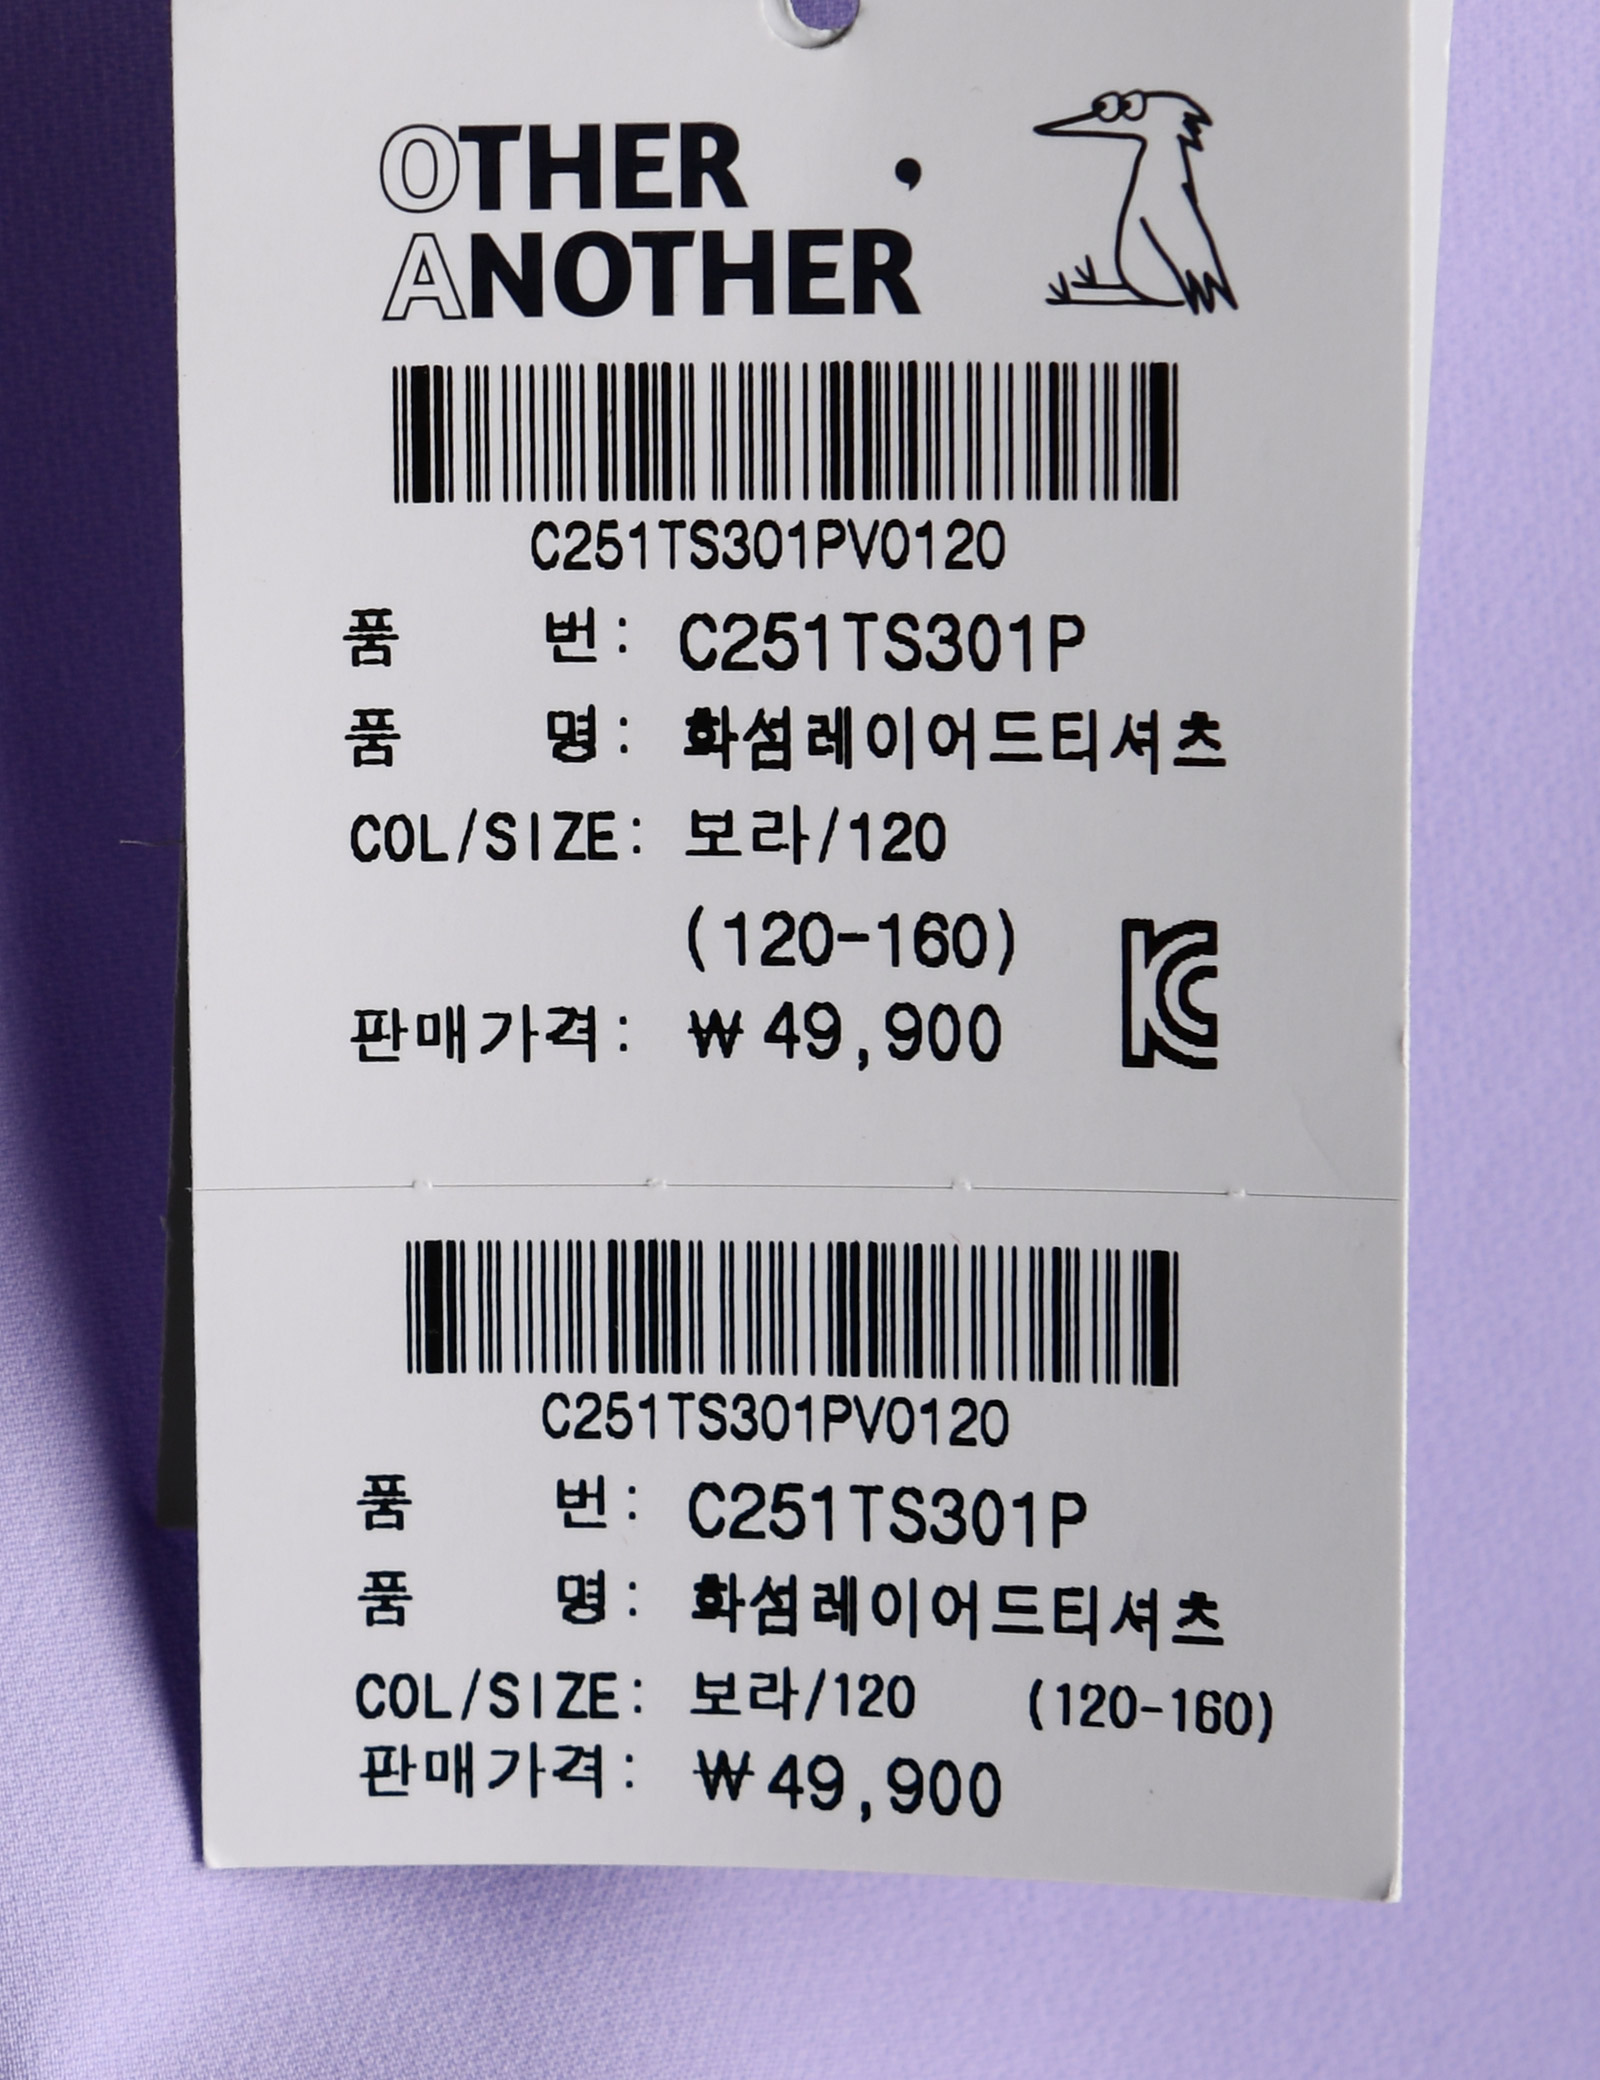 OTHER,
ANOTHER
C251TS301PV0120
품 번: C251TS301P
품 명: 화섬레이어드티셔츠
COL/SIZE: 보라/120
(120-160)
판매가격: ₩49,900
C251TS301PV0120
품 번: C251TS301P
품 명: 화섬레이어드티셔츠
COL/SIZE: 보라/120 (120-160)
판매가격: ₩49,900